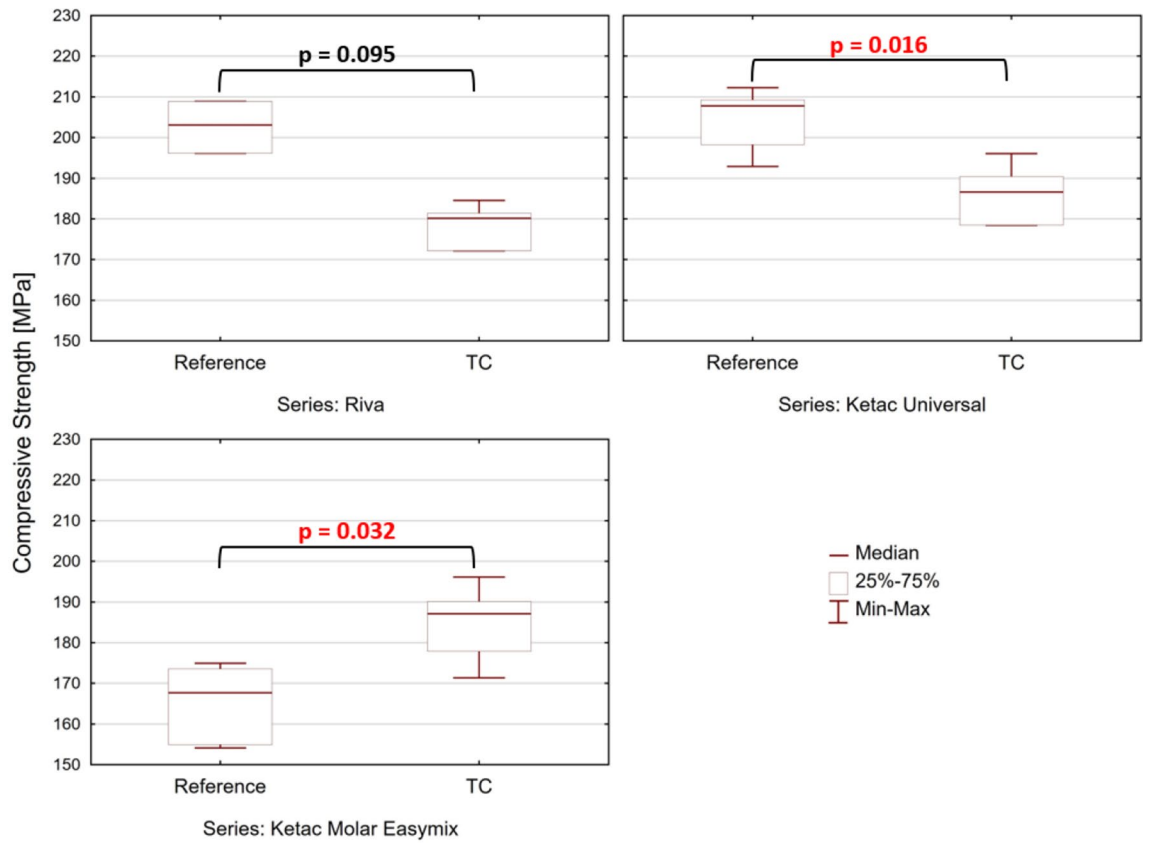 Compressive Strength [MPa]
230
220
210
200
190
180
170
160
150
p = 0.095
Reference TC
Series: Riva
p = 0.016
Reference TC
Series: Ketac Universal
230
220
210
200
190
180
170
160
150
p = 0.032
Reference TC
Series: Ketac Molar Easymix
Median
25%-75%
Min-Max